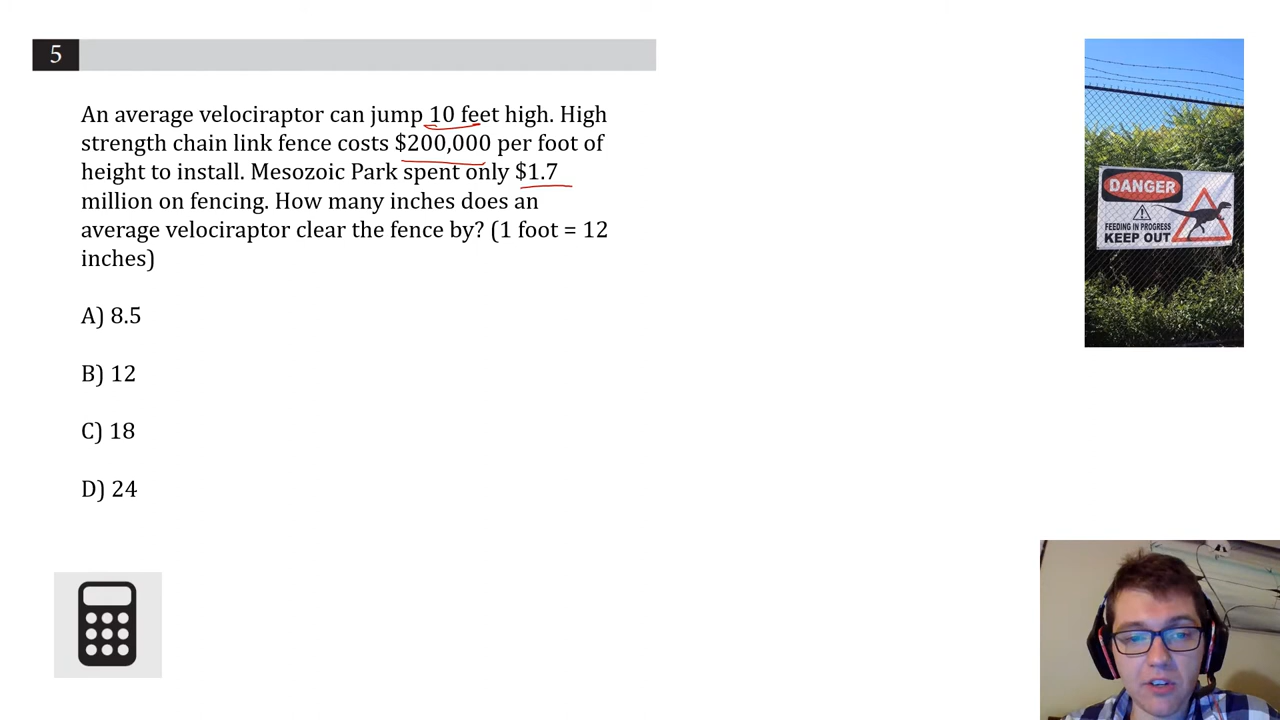 5
An average velociraptor can jump 10 feet high. High
strength chain link fence costs $200,000 per foot of
height to install. Mesozoic Park spent only $1.7
million on fencing. How many inches does an
average velociraptor clear the fence by? (1 foot = 12
inches)
A) 8.5
B) 12
C) 18
D) 24
DANGER
FEEDING IN PROGRESS
KEEP OUT